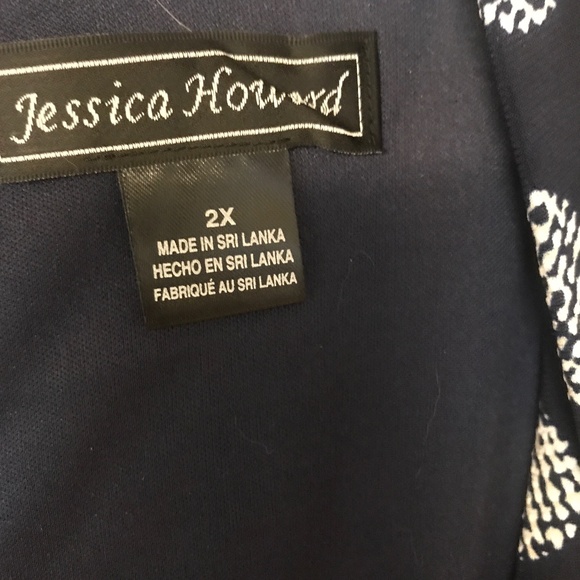 Jessica Howard
2X
MADE IN SRI LANKA
HECHO EN SRI LANKA
FABRIQUÉ AU SRI LANKA